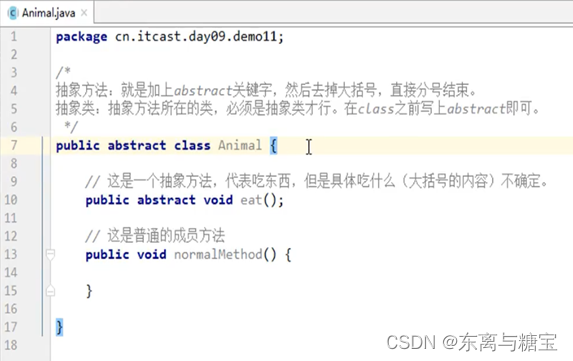 Animal.java
1 package cn.itcast.day09.demo11;
2
3 /*
4 抽象方法：就是加上abstract关键字，然后去掉大括号，直接分号结束。
5 抽象类：抽象方法所在的类，必须是抽象类才行。在class之前写上abstract即可。
6 */
7 public abstract class Animal {
8
9 // 这是一个抽象方法，代表吃东西，但是具体吃什么（大括号的内容）不确定。
10 public abstract void eat();
11
12 // 这是普通的成员方法
13 public void normalMethod() {
14
15 }
16
17 }
18
CSDN @东离与糖宝